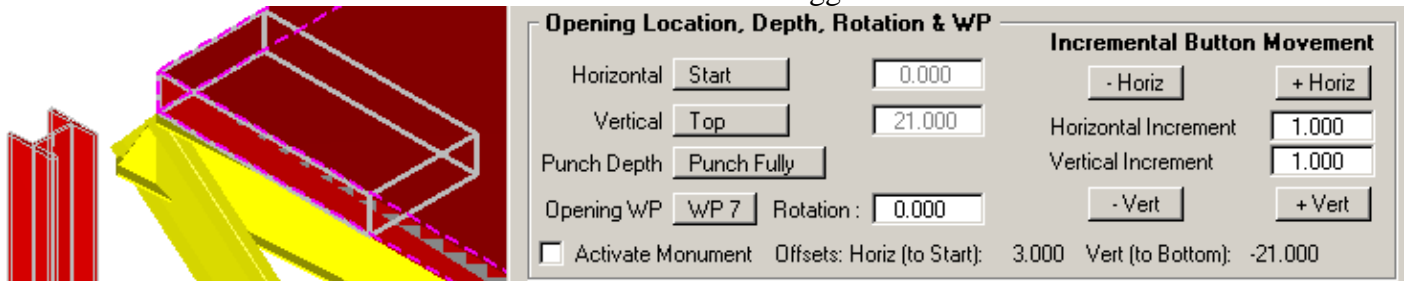 Opening Location, Depth, Rotation & WP
Incremental Button Movement
Horizontal Start 0.000
- Horiz + Horiz
Vertical Top 21.000
Horizontal Increment 1.000
Punch Depth Punch Fully
Vertical Increment 1.000
Opening WP WP 7 Rotation : 0.000
- Vert + Vert
Activate Monument Offsets: Horiz (to Start): 3.000 Vert (to Bottom): -21.000